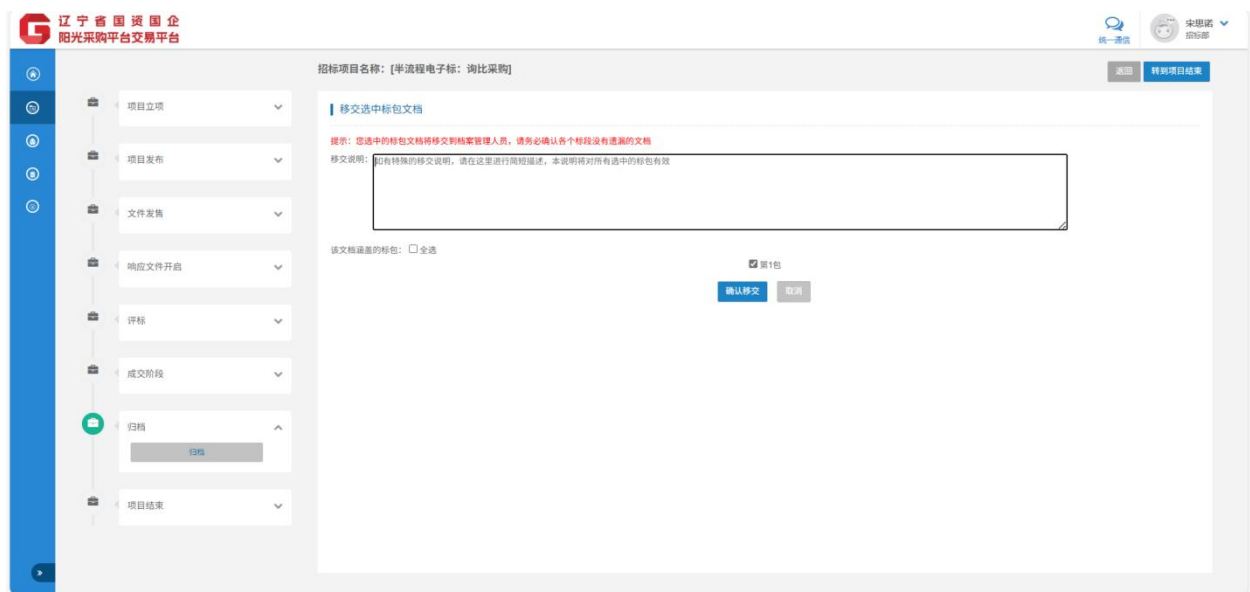 辽宁省国资国企
阳光采购平台交易平台
统一通信
宋思诺
招标部
招标项目名称：[半流程电子标：询比采购]
返回
转到项目结束
项目立项
项目发布
文件发售
响应文件开启
评标
成交阶段
归档
归档
项目结束
移交选中标包文档
提示：您选中的标包文档将移交到档案管理人员，请务必确认各个标段没有遗漏的文档
移交说明：
如有特殊的移交说明，请在这里进行简短描述，本说明将对所有选中的标包有效
该文档涵盖的标包： 全选
第1包
确认移交
取消